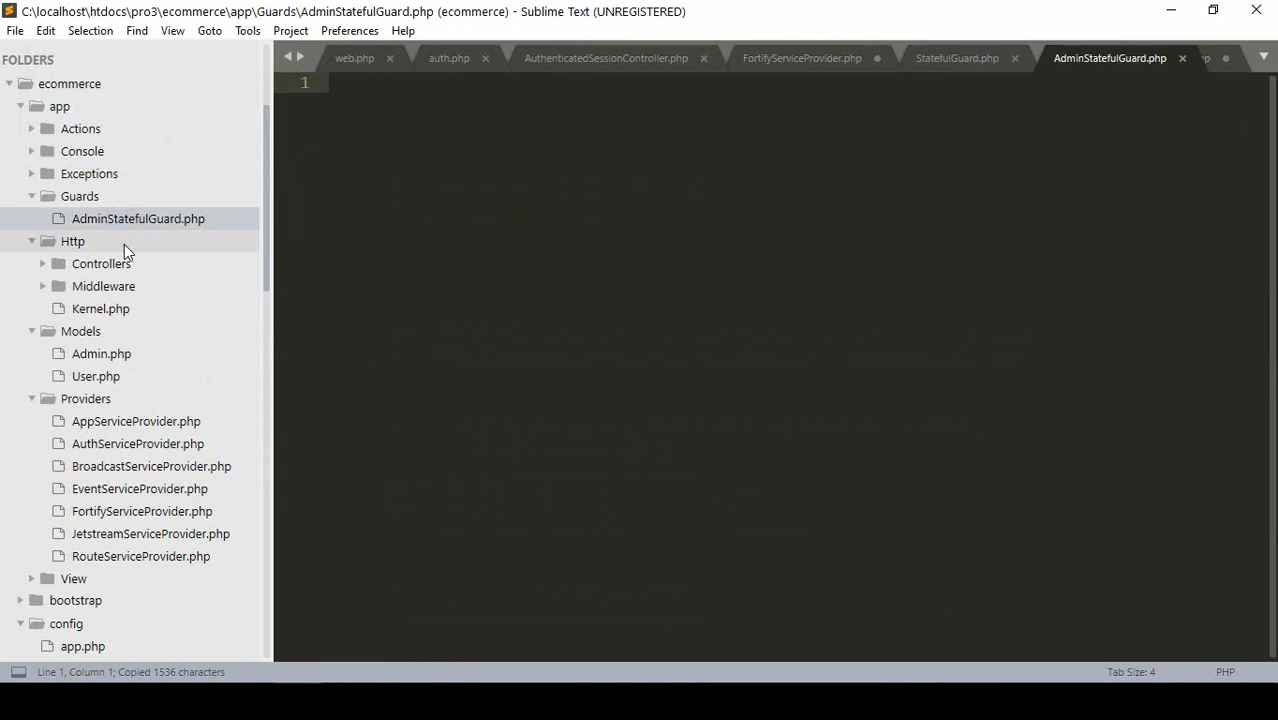 C:\localhost\htdocs\pro3\ecommerce\app\Guards\AdminStatefulGuard.php (ecommerce) - Sublime Text (UNREGISTERED)
File Edit Selection Find View Goto Tools Project Preferences Help
FOLDERS
web.php auth.php AuthenticatedSessionController.php FortifyServiceProvider.php StatefulGuard.php AdminStatefulGuard.php
1
ecommerce
app
Actions
Console
Exceptions
Guards
AdminStatefulGuard.php
Http
Controllers
Middleware
Kernel.php
Models
Admin.php
User.php
Providers
AppServiceProvider.php
AuthServiceProvider.php
BroadcastServiceProvider.php
EventServiceProvider.php
FortifyServiceProvider.php
JetstreamServiceProvider.php
RouteServiceProvider.php
View
bootstrap
config
app.php
Line 1, Column 1; Copied 1536 characters Tab Size: 4 PHP